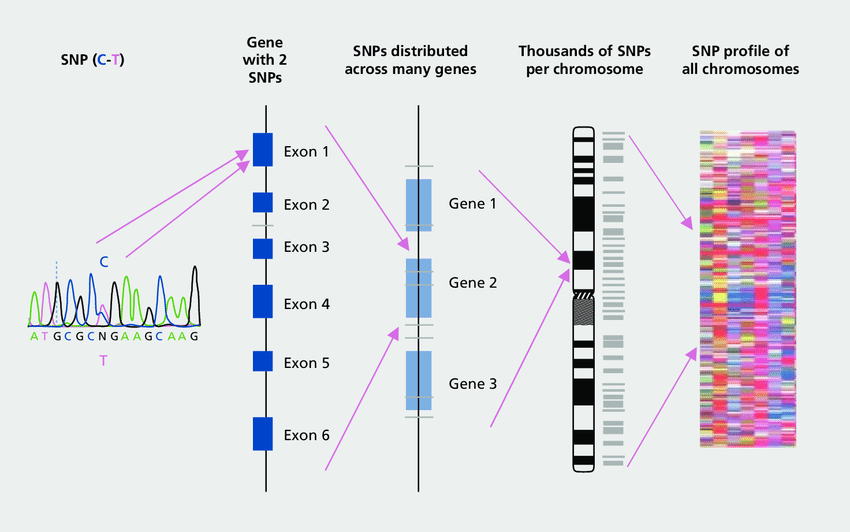 SNP (C-T)
Gene
with 2
SNPs
SNPs distributed
across many genes
Thousands of SNPs
per chromosome
SNP profile of
all chromosomes
Exon 1
Exon 2
Exon 3
Exon 4
Exon 5
Exon 6
C
ATGCGCNGAAGCAAG
T
Gene 1
Gene 2
Gene 3